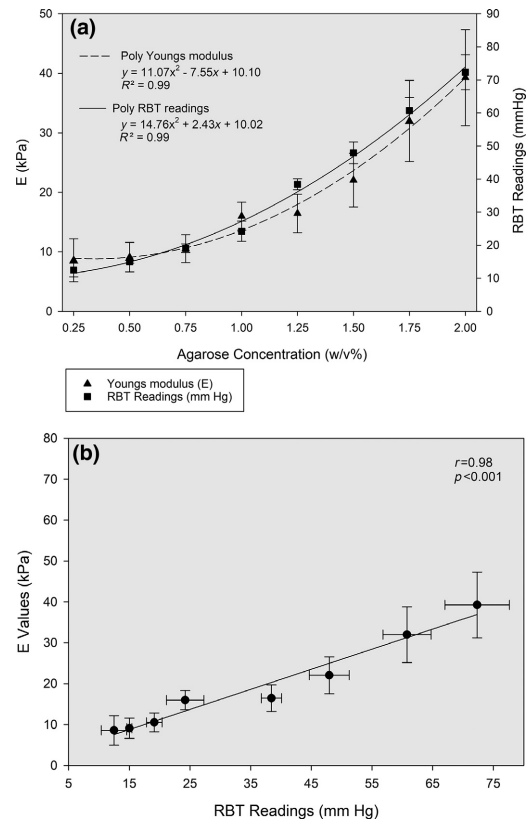 (a)
Poly Youngs modulus
y = 11.07x² - 7.55x + 10.10
R² = 0.99
Poly RBT readings
y = 14.76x² + 2.43x + 10.02
R² = 0.99
E (kPa)
50
40
30
20
10
0
RBT Readings (mmHg)
90
80
70
60
50
40
30
20
10
0
0.25 0.50 0.75 1.00 1.25 1.50 1.75 2.00
Agarose Concentration (w/v%)
Youngs modulus (E)
RBT Readings (mm Hg)
(b)
r=0.98
p<0.001
E Values (kPa)
80
70
60
50
40
30
20
10
0
5 15 25 35 45 55 65 75
RBT Readings (mm Hg)